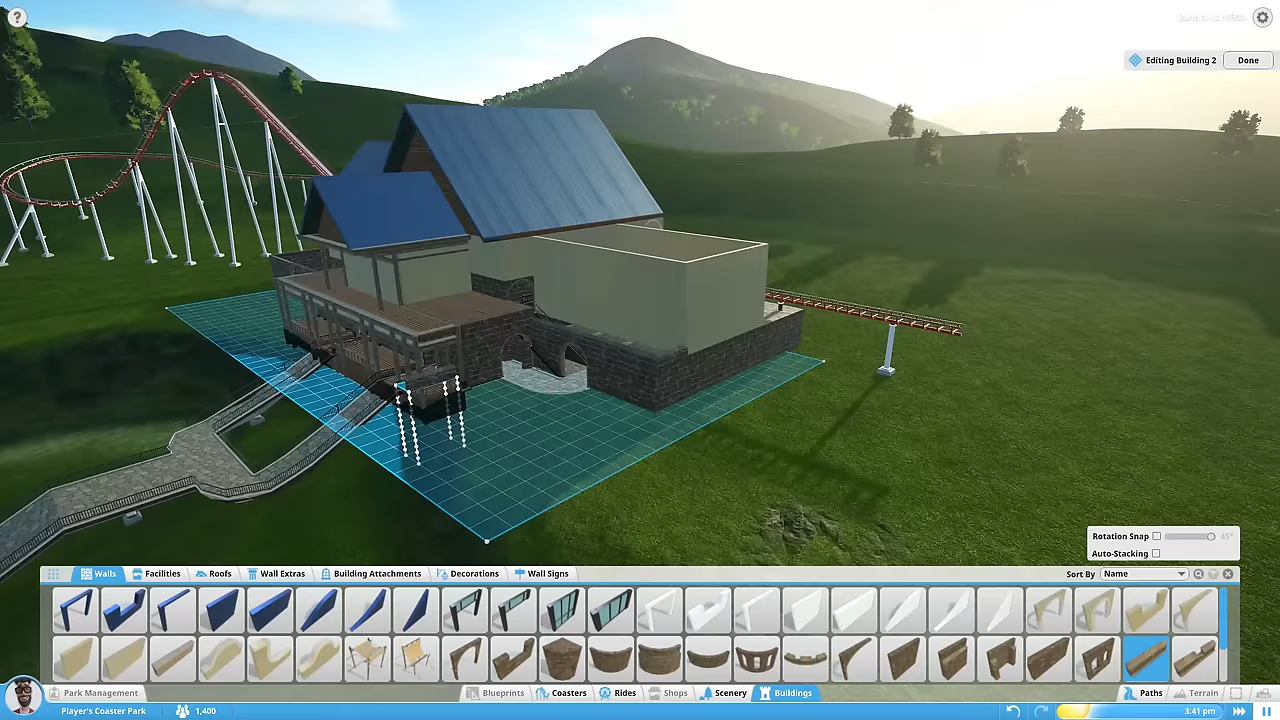 ?
Editing Building 2 Done
Rotation Snap 45°
Auto-Stacking
Walls Facilities Roofs Wall Extras Building Attachments Decorations Wall Signs Sort By Name
Park Management Blueprints Coasters Rides Shops Scenery Buildings Paths Terrain
Player's Coaster Park 1,400 3:41 pm